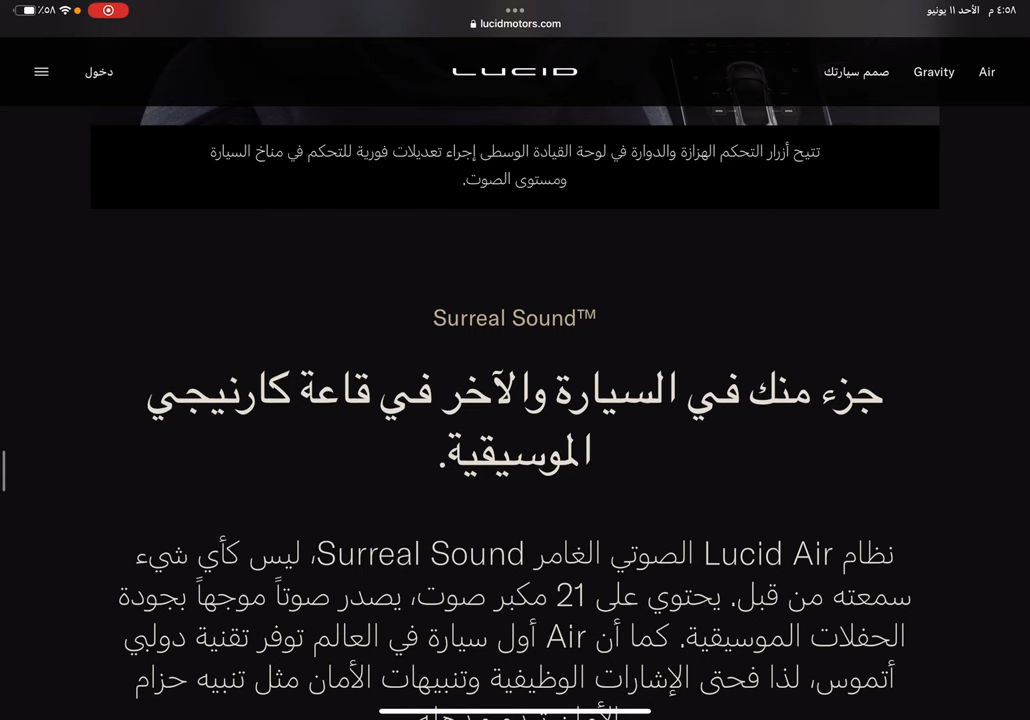 ٤:٥٨ م الأحد ١١ يونيو
٪٥٨
lucidmotors.com
Air
Gravity
صمم سيارتك
LUCID
دخول
تتيح أزرار التحكم الهزازة والدوارة في لوحة القيادة الوسطى إجراء تعديلات فورية للتحكم في مناخ السيارة
ومستوى الصوت.
Surreal Sound™
جزء منك في السيارة والآخر في قاعة كارنيجي
الموسيقية.
نظام Lucid Air الصوتي الغامر Surreal Sound، ليس كأي شيء
سمعته من قبل. يحتوي على 21 مكبر صوت، يصدر صوتاً موجهاً بجودة
الحفلات الموسيقية. كما أن Air أول سيارة في العالم توفر تقنية دولبي
أتموس، لذا فحتى الإشارات الوظيفية وتنبيهات الأمان مثل تنبيه حزام